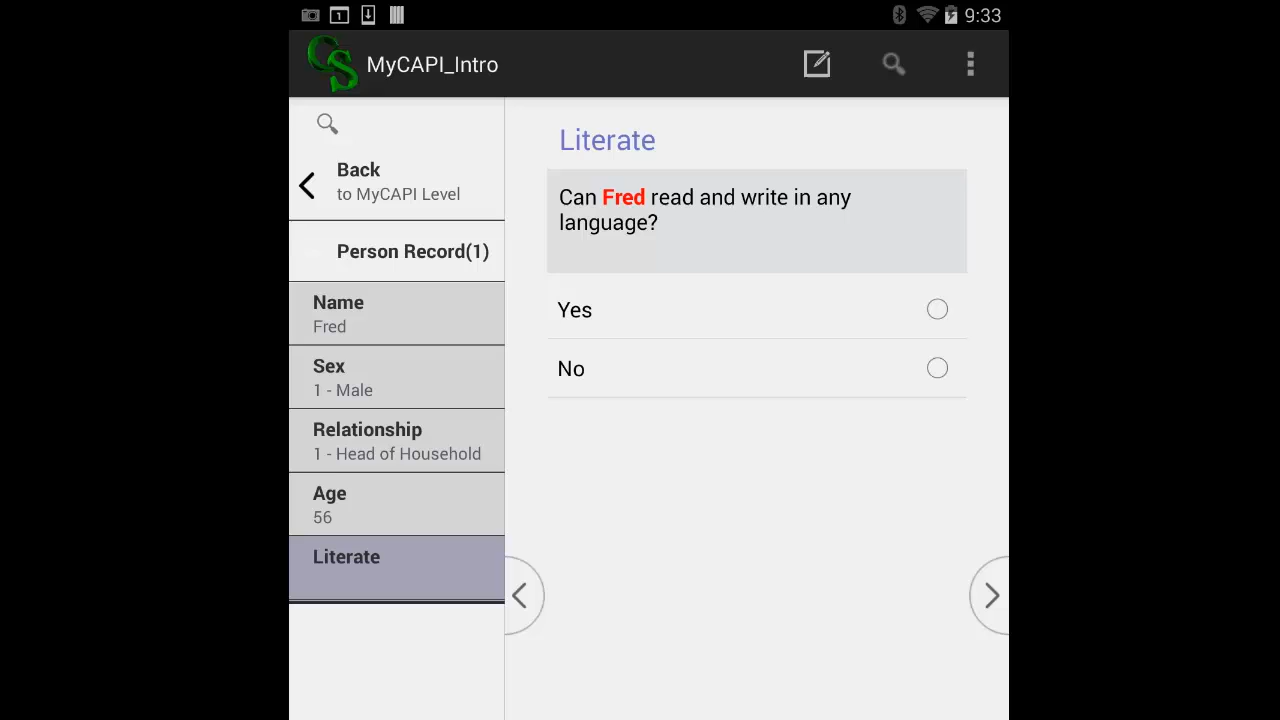 9:33
MyCAPI_Intro
Back
to MyCAPI Level
Person Record(1)
Name
Fred
Sex
1 - Male
Relationship
1 - Head of Household
Age
56
Literate
Literate
Can Fred read and write in any
language?
Yes
No